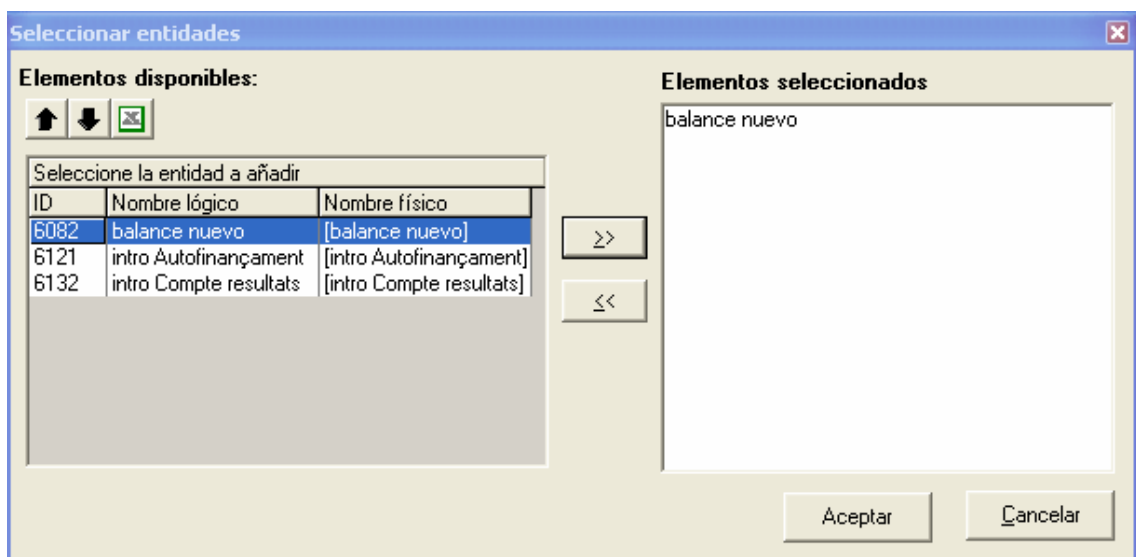 Seleccionar entidades
Elementos disponibles:
Seleccione la entidad a añadir
ID Nombre lógico Nombre físico
6082 balance nuevo [balance nuevo]
6121 intro Autofinançament [intro Autofinançament]
6132 intro Compte resultats [intro Compte resultats]
>>
<<
Elementos seleccionados
balance nuevo
Aceptar Cancelar